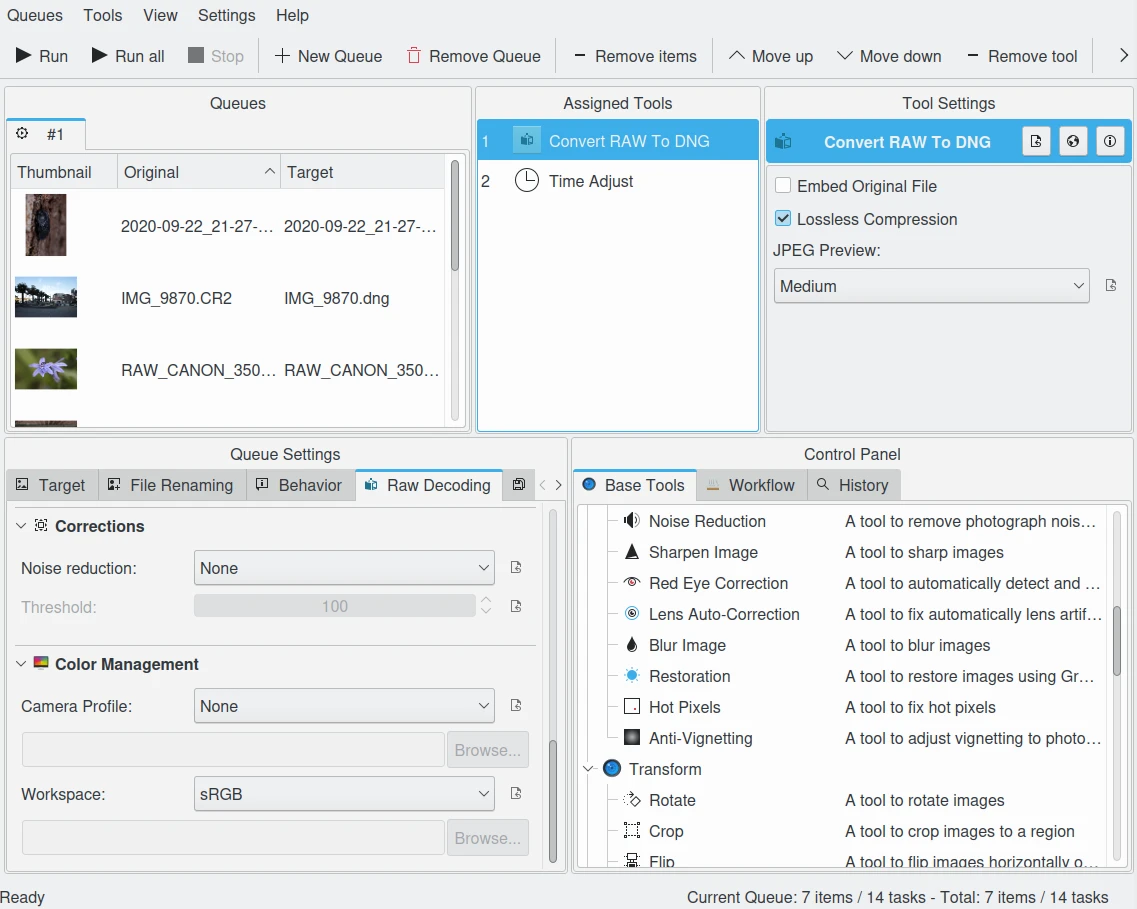 Queues Tools View Settings Help
Run Run all Stop New Queue Remove Queue Remove items Move up Move down Remove tool
Queues
#1
Thumbnail Original Target
2020-09-22_21-27-... 2020-09-22_21-27-...
IMG_9870.CR2 IMG_9870.dng
RAW_CANON_350... RAW_CANON_350...
Assigned Tools
1 Convert RAW To DNG
2 Time Adjust
Tool Settings
Convert RAW To DNG
Embed Original File
Lossless Compression
JPEG Preview:
Medium
Queue Settings
Target File Renaming Behavior Raw Decoding
Corrections
Noise reduction: None
Threshold: 100
Color Management
Camera Profile: None
Browse...
Workspace: sRGB
Browse...
Control Panel
Base Tools Workflow History
Noise Reduction A tool to remove photograph nois...
Sharpen Image A tool to sharp images
Red Eye Correction A tool to automatically detect and ...
Lens Auto-Correction A tool to fix automatically lens artif...
Blur Image A tool to blur images
Restoration A tool to restore images using Gr...
Hot Pixels A tool to fix hot pixels
Anti-Vignetting A tool to adjust vignetting to photo...
Transform
Rotate A tool to rotate images
Crop A tool to crop images to a region
Flip A tool to flip images horizontally o...
Ready Current Queue: 7 items / 14 tasks - Total: 7 items / 14 tasks